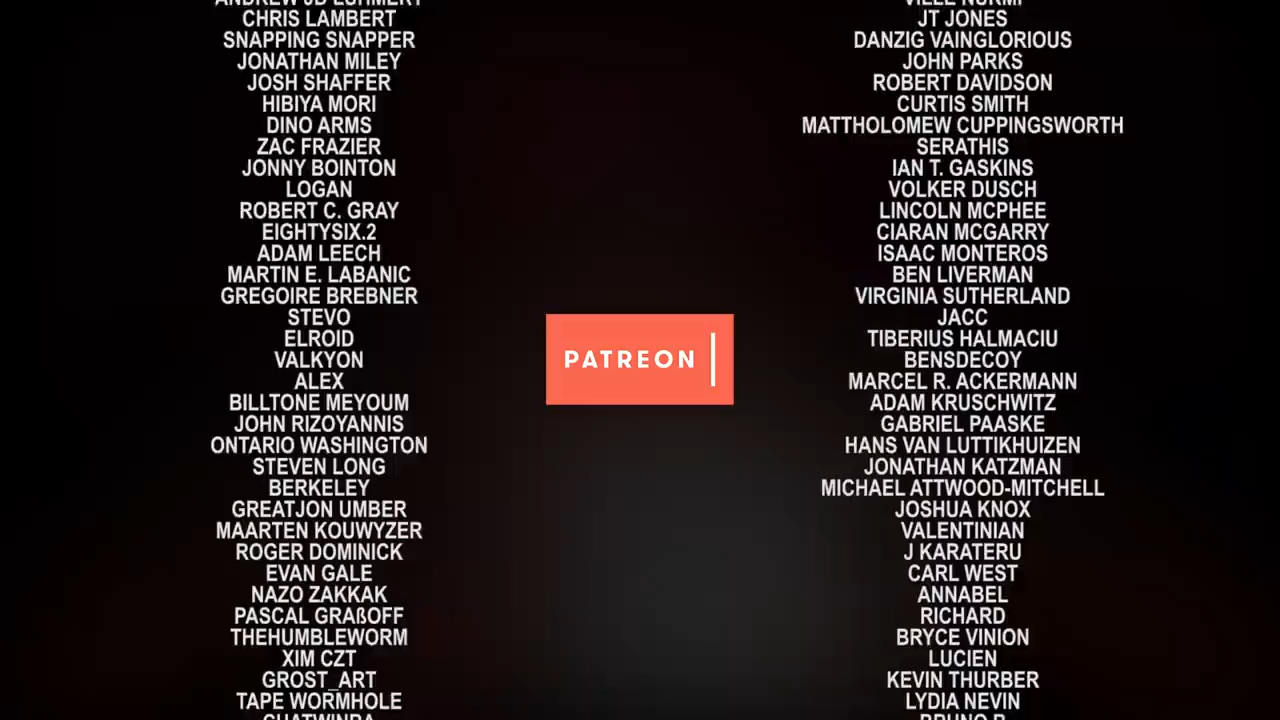 CHRIS LAMBERT
SNAPPING SNAPPER
JONATHAN MILEY
JOSH SHAFFER
HIBIYA MORI
DINO ARMS
ZAC FRAZIER
JONNY BOINTON
LOGAN
ROBERT C. GRAY
EIGHTYSIX.2
ADAM LEECH
MARTIN E. LABANIC
GREGOIRE BREBNER
STEVO
ELROID
VALKYON
ALEX
BILLTONE MEYOUM
JOHN RIZOYANNIS
ONTARIO WASHINGTON
STEVEN LONG
BERKELEY
GREATJON UMBER
MAARTEN KOUWYZER
ROGER DOMINICK
EVAN GALE
NAZO ZAKKAK
PASCAL GRAßOFF
THEHUMBLEWORM
XIM CZT
GROST_ART
TAPE WORMHOLE
PATREON
VILLE NURMI
JT JONES
DANZIG VAINGLORIOUS
JOHN PARKS
ROBERT DAVIDSON
CURTIS SMITH
MATTHOLOMEW CUPPINGSWORTH
SERATHIS
IAN T. GASKINS
VOLKER DUSCH
LINCOLN MCPHEE
CIARAN MCGARRY
ISAAC MONTEROS
BEN LIVERMAN
VIRGINIA SUTHERLAND
JACC
TIBERIUS HALMACIU
BENSDECOY
MARCEL R. ACKERMANN
ADAM KRUSCHWITZ
GABRIEL PAASKE
HANS VAN LUTTIKHUIZEN
JONATHAN KATZMAN
MICHAEL ATTWOOD-MITCHELL
JOSHUA KNOX
VALENTINIAN
J KARATERU
CARL WEST
ANNABEL
RICHARD
BRYCE VINION
LUCIEN
KEVIN THURBER
LYDIA NEVIN